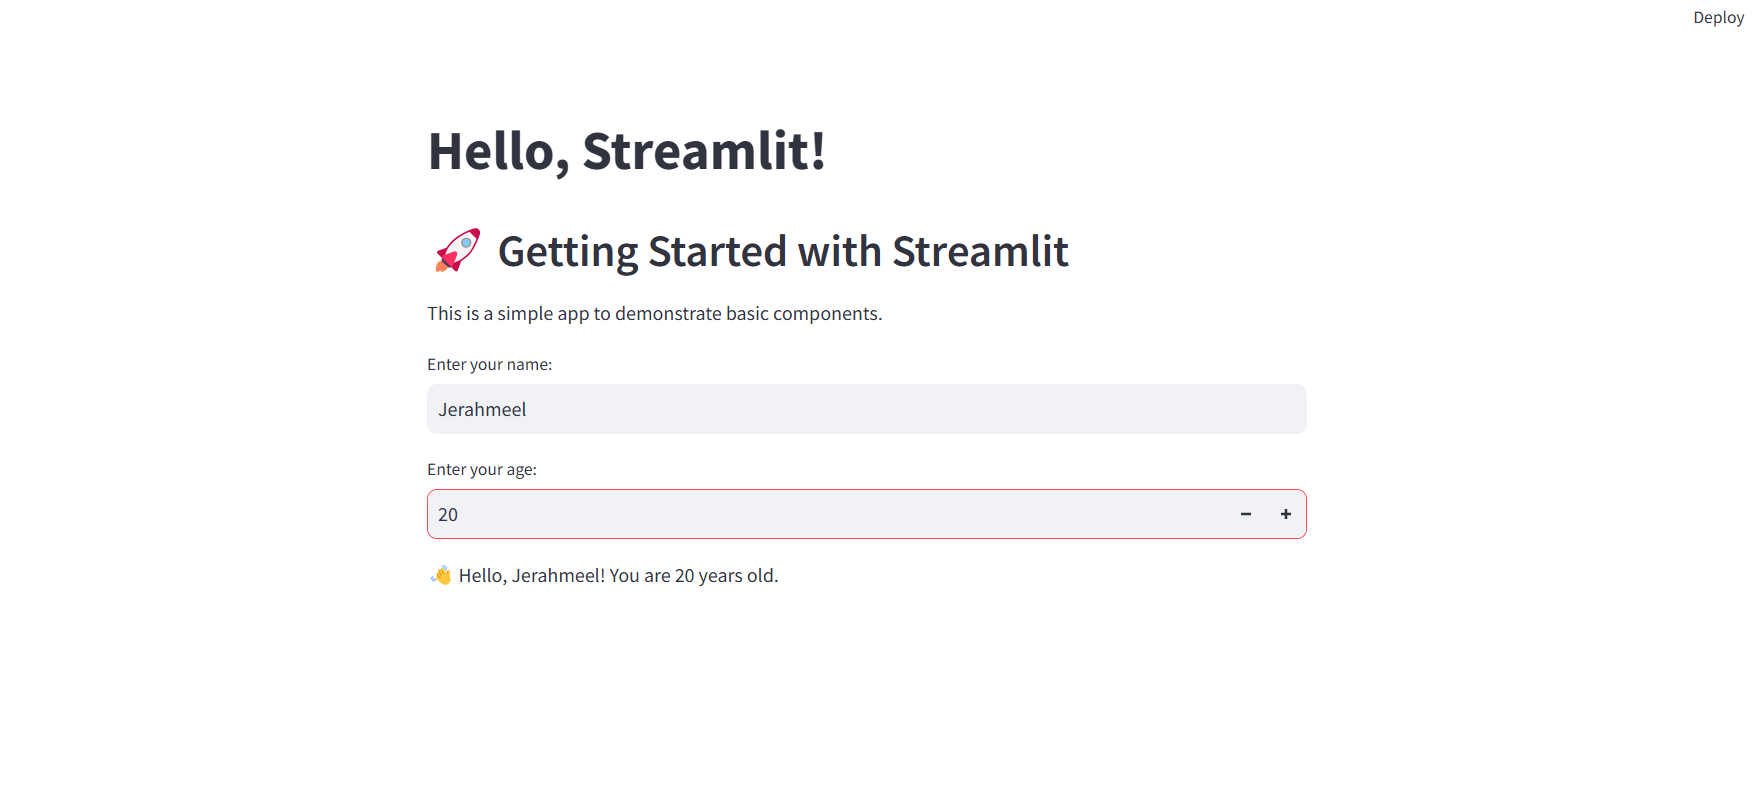 Deploy
Hello, Streamlit!
🚀 Getting Started with Streamlit
This is a simple app to demonstrate basic components.
Enter your name:
Jerahmeel
Enter your age:
20
👋 Hello, Jerahmeel! You are 20 years old.